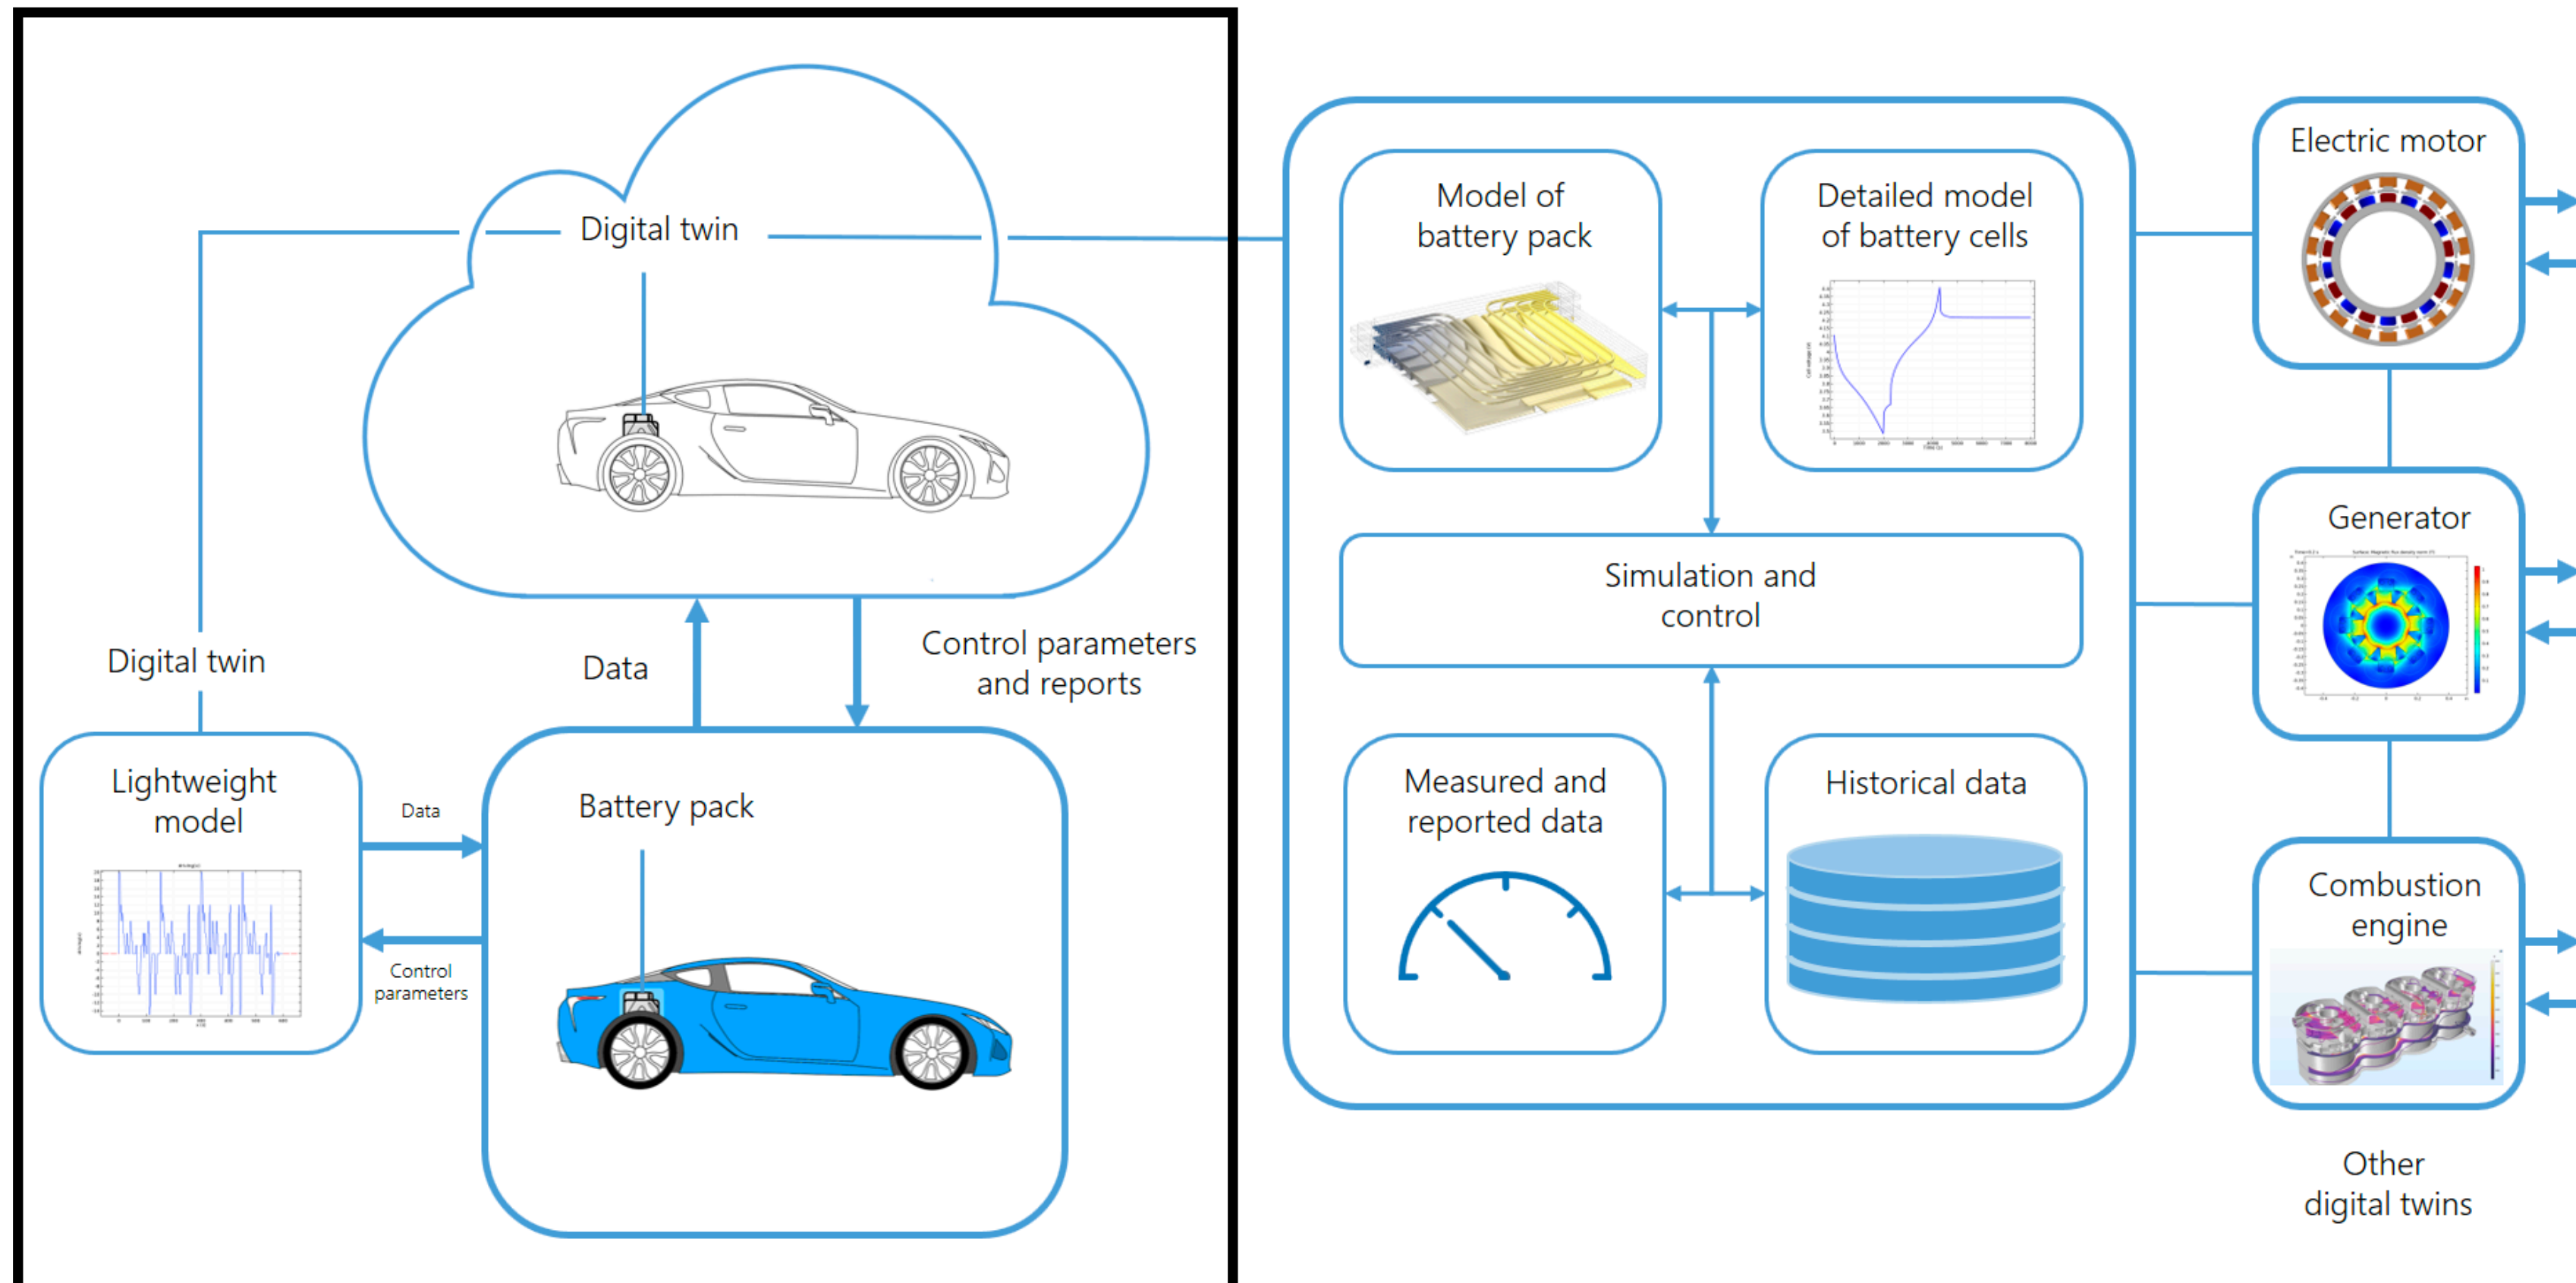 Digital twin
Digital twin
Data
Control parameters
and reports
Lightweight
model
Data
Control
parameters
Battery pack
Model of
battery pack
Detailed model
of battery cells
Simulation and
control
Measured and
reported data
Historical data
Electric motor
Generator
Combustion
engine
Other
digital twins